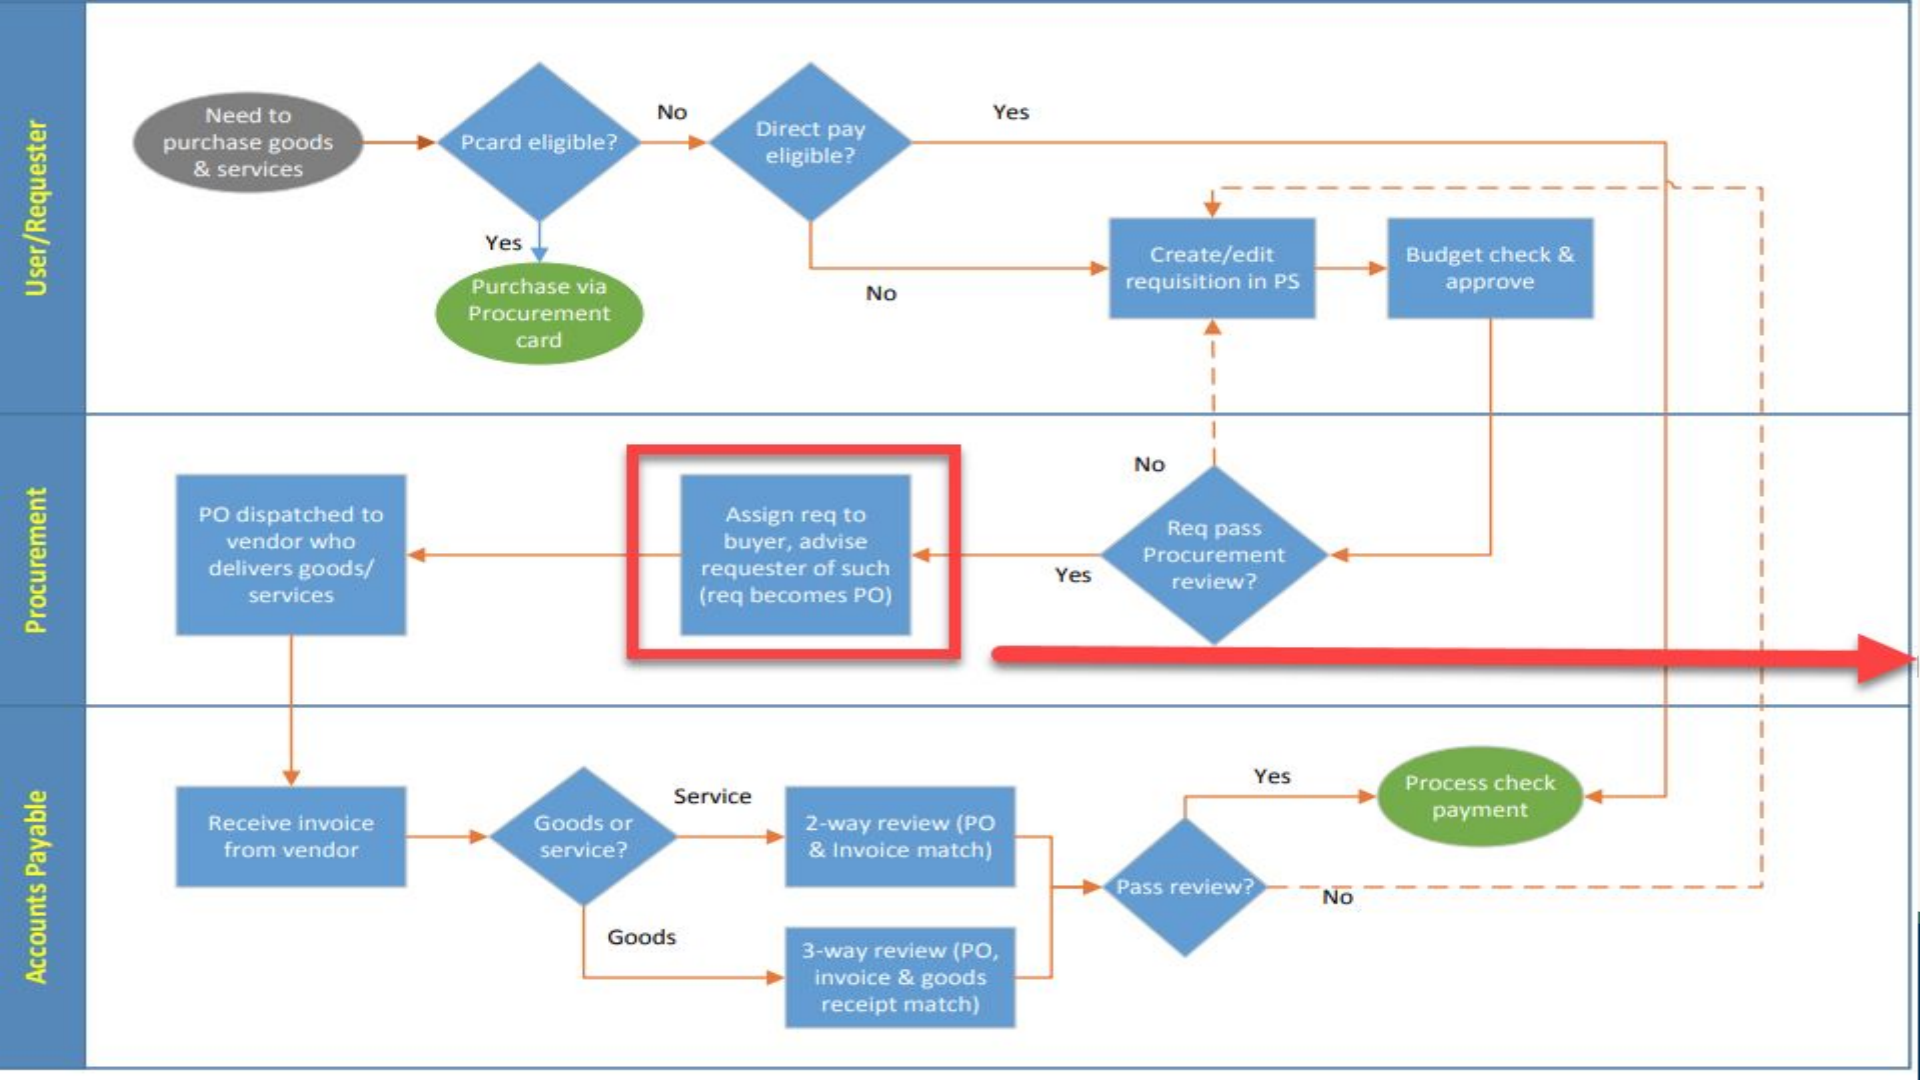 User/Requester
Need to
purchase goods
& services
Pcard eligible?
No
Direct pay
eligible?
Yes
Yes
Purchase via
Procurement
card
No
Create/edit
requisition in PS
Budget check &
approve
Procurement
PO dispatched to
vendor who
delivers goods/
services
Assign req to
buyer, advise
requester of such
(req becomes PO)
Yes
No
Req pass
Procurement
review?
Accounts Payable
Receive invoice
from vendor
Goods or
service?
Service
2-way review (PO
& Invoice match)
Goods
3-way review (PO,
invoice & goods
receipt match)
Pass review?
Yes
Process check
payment
No